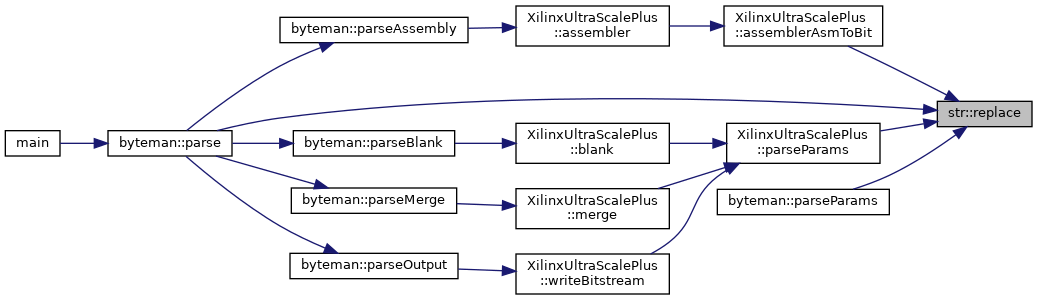 main
byteman::parse
byteman::parseAssembly
byteman::parseBlank
byteman::parseMerge
byteman::parseOutput
XilinxUltraScalePlus
::assembler
XilinxUltraScalePlus
::blank
XilinxUltraScalePlus
::merge
XilinxUltraScalePlus
::writeBitstream
XilinxUltraScalePlus
::assemblerAsmToBit
XilinxUltraScalePlus
::parseParams
byteman::parseParams
str::replace